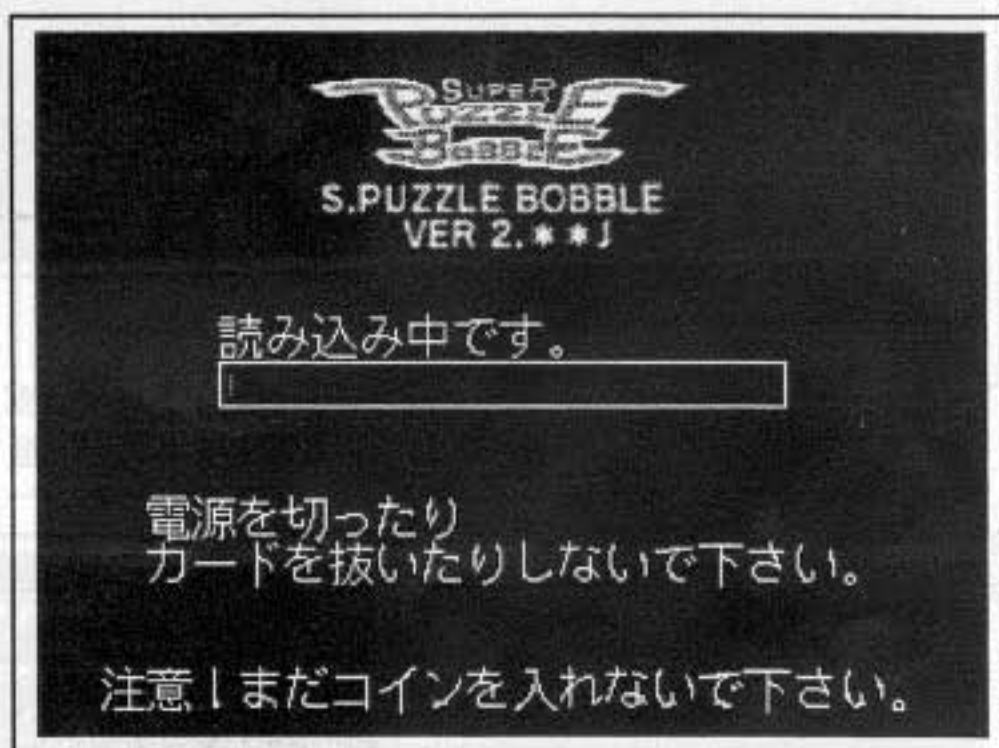 SUPER
PUZZLE
BOBBLE
S.PUZZLE BOBBLE
VER 2.**J
読み込み中です。
電源を切ったり
カードを抜いたりしないで下さい。
注意！まだコインを入れないで下さい。